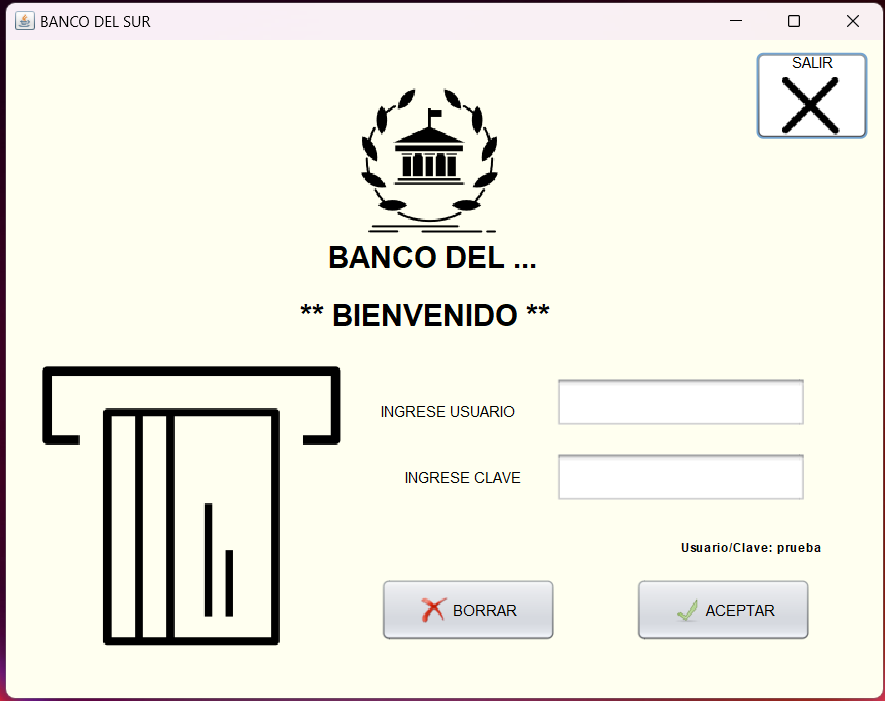 BANCO DEL SUR
SALIR
BANCO DEL ...
** BIENVENIDO **
INGRESE USUARIO
INGRESE CLAVE
Usuario/Clave: prueba
BORRAR
ACEPTAR